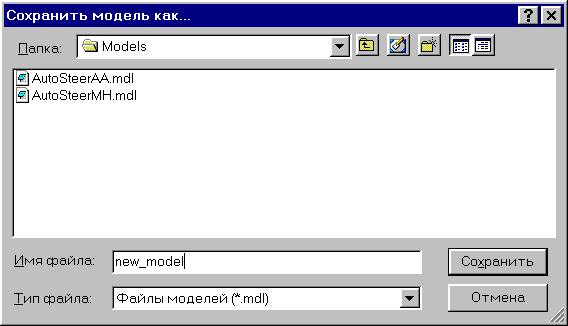 Сохранить модель как...
Папка: Models
AutoSteerAA.mdl
AutoSteerMH.mdl
Имя файла: new_model Сохранить
Тип файла: Файлы моделей (*.mdl) Отмена